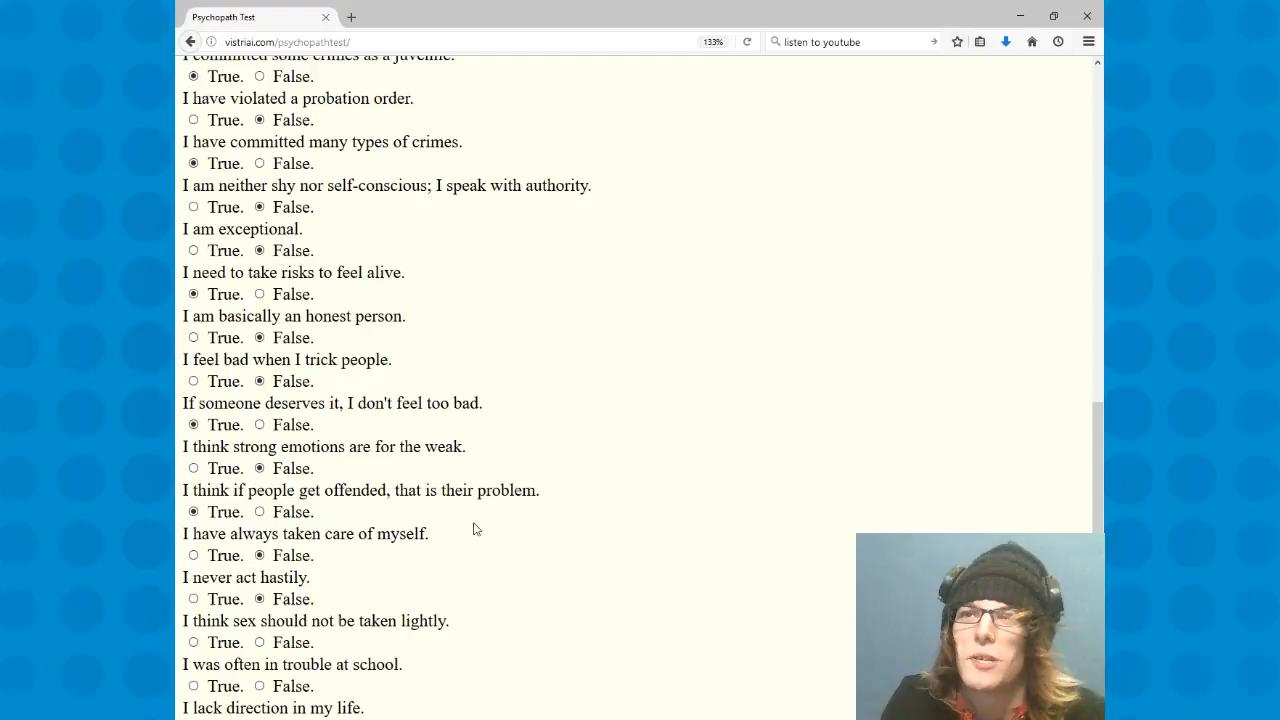 Psychopath Test
vistriai.com/psychopathtest/
133%
listen to youtube
I committed some crimes as a juvenile.
True. False.
I have violated a probation order.
True. False.
I have committed many types of crimes.
True. False.
I am neither shy nor self-conscious; I speak with authority.
True. False.
I am exceptional.
True. False.
I need to take risks to feel alive.
True. False.
I am basically an honest person.
True. False.
I feel bad when I trick people.
True. False.
If someone deserves it, I don't feel too bad.
True. False.
I think strong emotions are for the weak.
True. False.
I think if people get offended, that is their problem.
True. False.
I have always taken care of myself.
True. False.
I never act hastily.
True. False.
I think sex should not be taken lightly.
True. False.
I was often in trouble at school.
True. False.
I lack direction in my life.